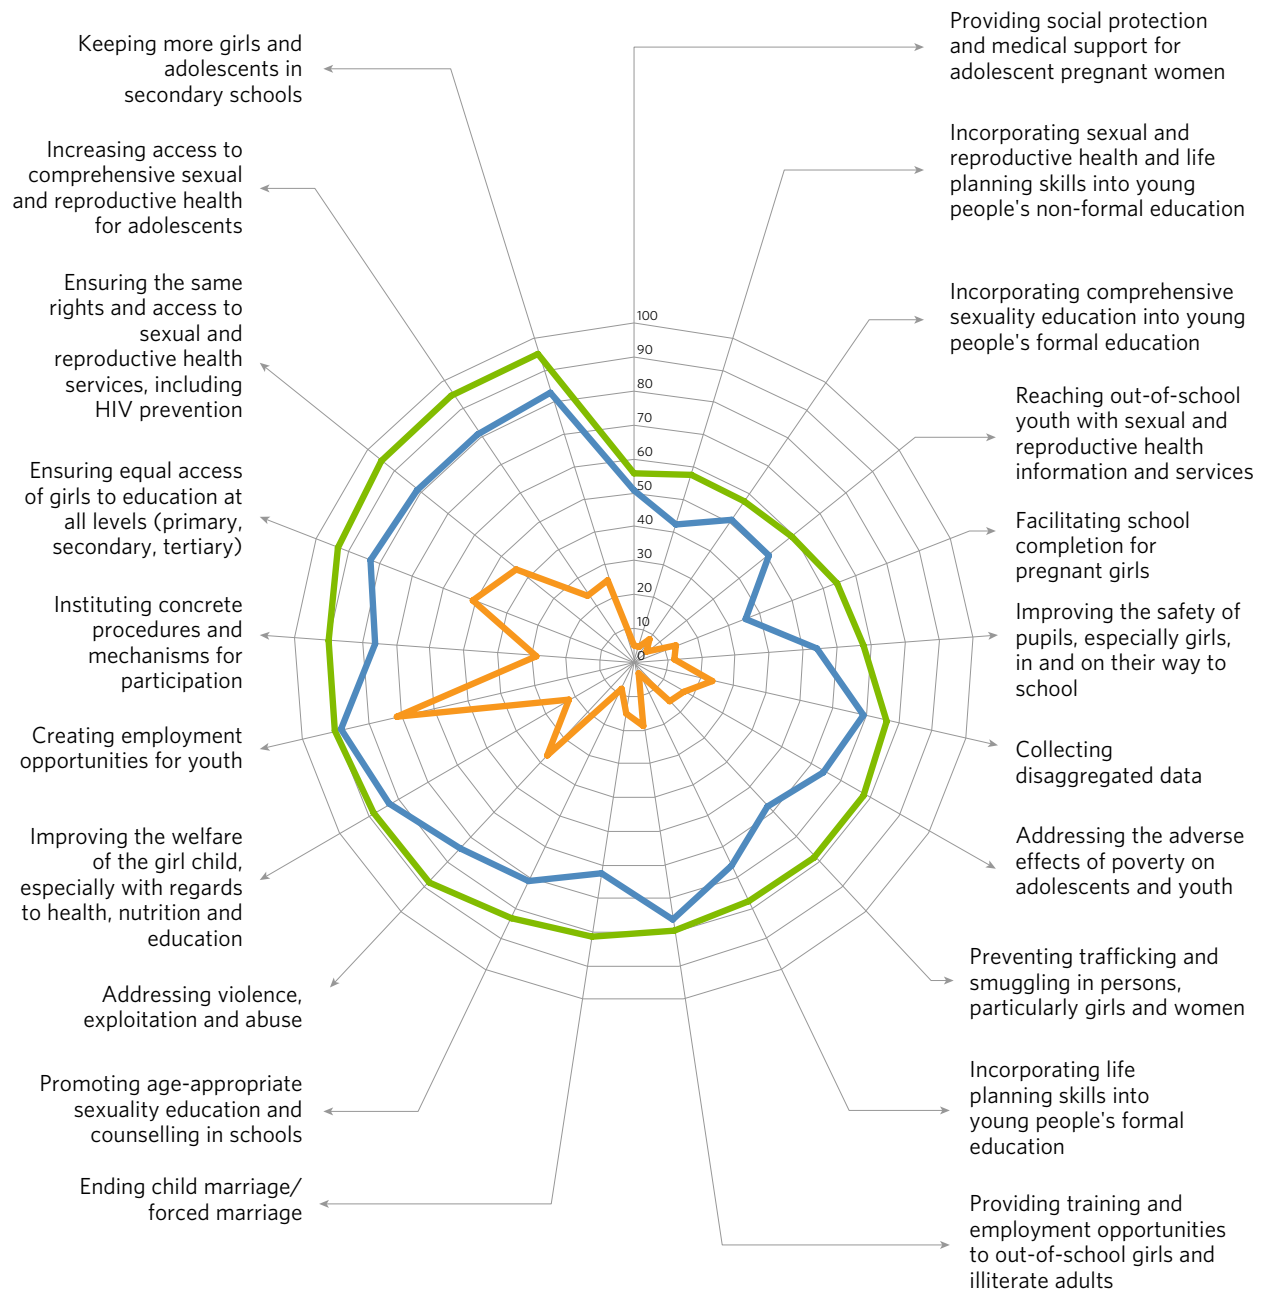 Keeping more girls and
adolescents in
secondary schools
Increasing access to
comprehensive sexual
and reproductive health
for adolescents
Ensuring the same
rights and access to
sexual and
reproductive health
services, including
HIV prevention
Ensuring equal access
of girls to education at
all levels (primary,
secondary, tertiary)
Instituting concrete
procedures and
mechanisms for
participation
Creating employment
opportunities for youth
Improving the welfare
of the girl child,
especially with regards
to health, nutrition and
education
Addressing violence,
exploitation and abuse
Promoting age-appropriate
sexuality education and
counselling in schools
Ending child marriage/
forced marriage
100
90
80
70
60
50
40
30
20
10
0
Providing social protection
and medical support for
adolescent pregnant women
Incorporating sexual and
reproductive health and life
planning skills into young
people's non-formal education
Incorporating comprehensive
sexuality education into young
people's formal education
Reaching out-of-school
youth with sexual and
reproductive health
information and services
Facilitating school
completion for
pregnant girls
Improving the safety of
pupils, especially girls,
in and on their way to
school
Collecting
disaggregated data
Addressing the adverse
effects of poverty on
adolescents and youth
Preventing trafficking and
smuggling in persons,
particularly girls and women
Incorporating life
planning skills into
young people's formal
education
Providing training and
employment opportunities
to out-of-school girls and
illiterate adults